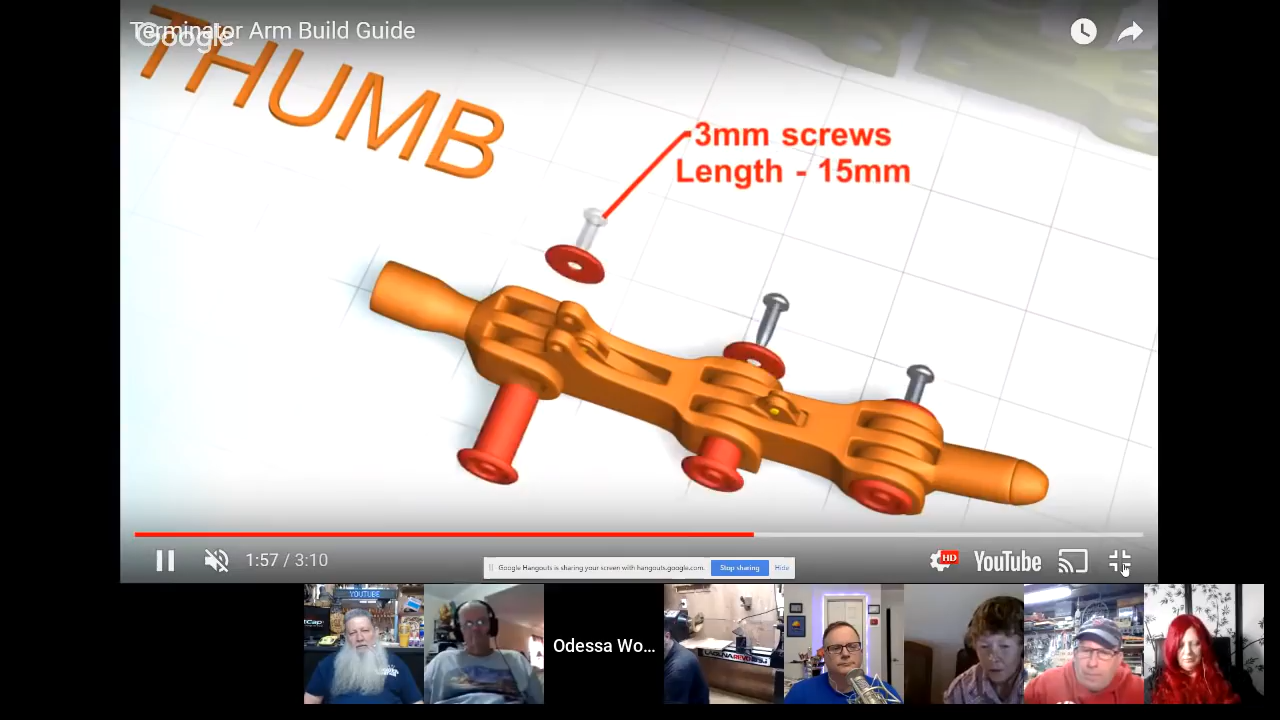 Terminator Arm Build Guide
Google
THUMB
3mm screws
Length - 15mm
1:57 / 3:10
HD
YouTube
Google Hangouts is sharing your screen with hangouts.google.com.
Stop sharing
Hide
YOUTUBE
Odessa Wo...